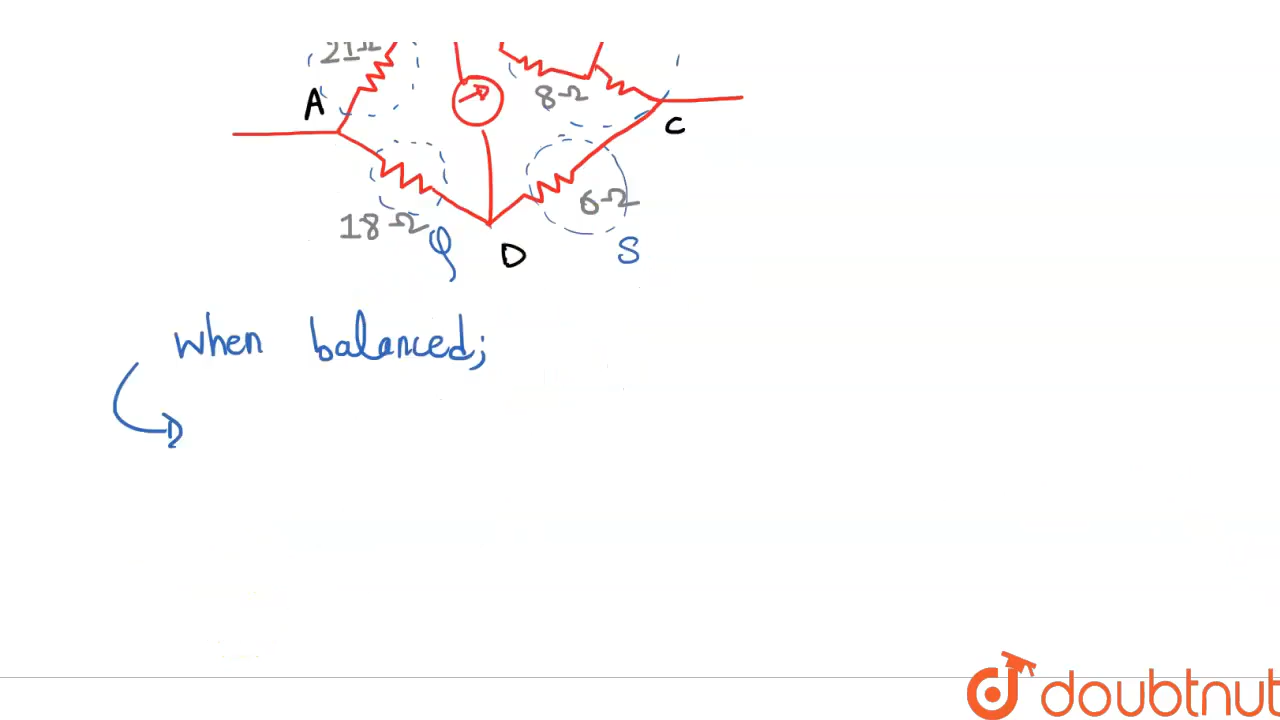 21Ω
A
8Ω
C
18Ω
Q
D
6Ω
S
when balanced;
doubtnut